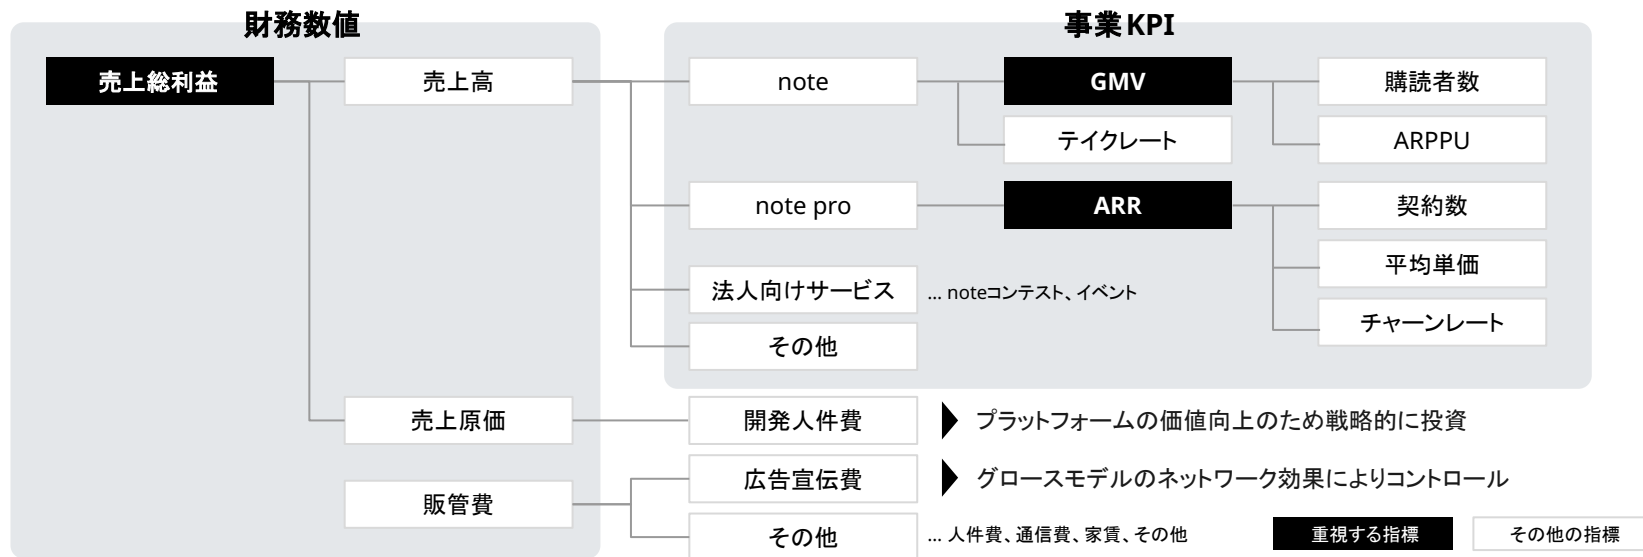 財務数値
事業KPI
売上総利益
売上高
note
GMV
購読者数
テイクレート
ARPPU
note pro
ARR
契約数
平均単価
法人向けサービス
... noteコンテスト、イベント
チャーンレート
その他
売上原価
開発人件費
プラットフォームの価値向上のため戦略的に投資
広告宣伝費
グロースモデルのネットワーク効果によりコントロール
販管費
その他
... 人件費、通信費、家賃、その他
重視する指標
その他の指標